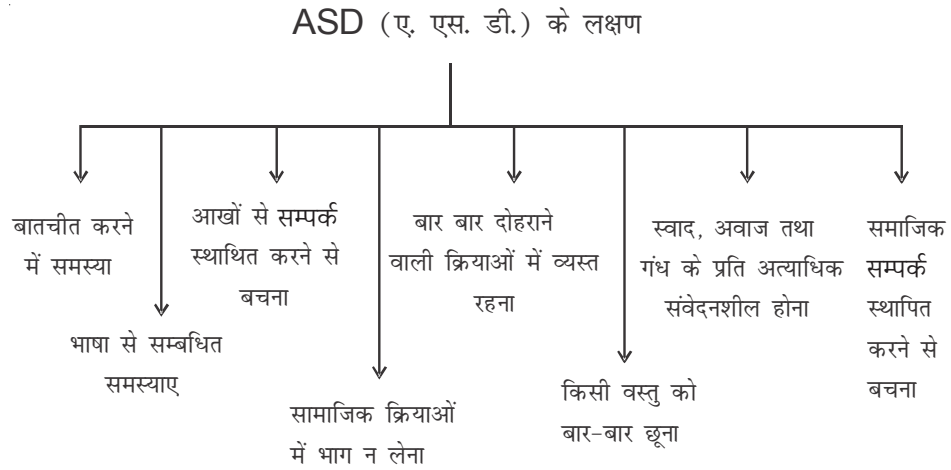 ASD (ए. एस. डी.) के लक्षण
बातचीत करने
में समस्या
भाषा से सम्बधित
समस्याए
आखों से सम्पर्क
स्थाथित करने से
बचना
सामाजिक क्रियाओं
में भाग न लेना
बार बार दोहराने
वाली क्रियाओं में व्यस्त
रहना
किसी वस्तु को
बार-बार छूना
स्वाद, अवाज तथा
गंध के प्रति अत्याधिक
संवेदनशील होना
समाजिक
सम्पर्क
स्थापित
करने से
बचना